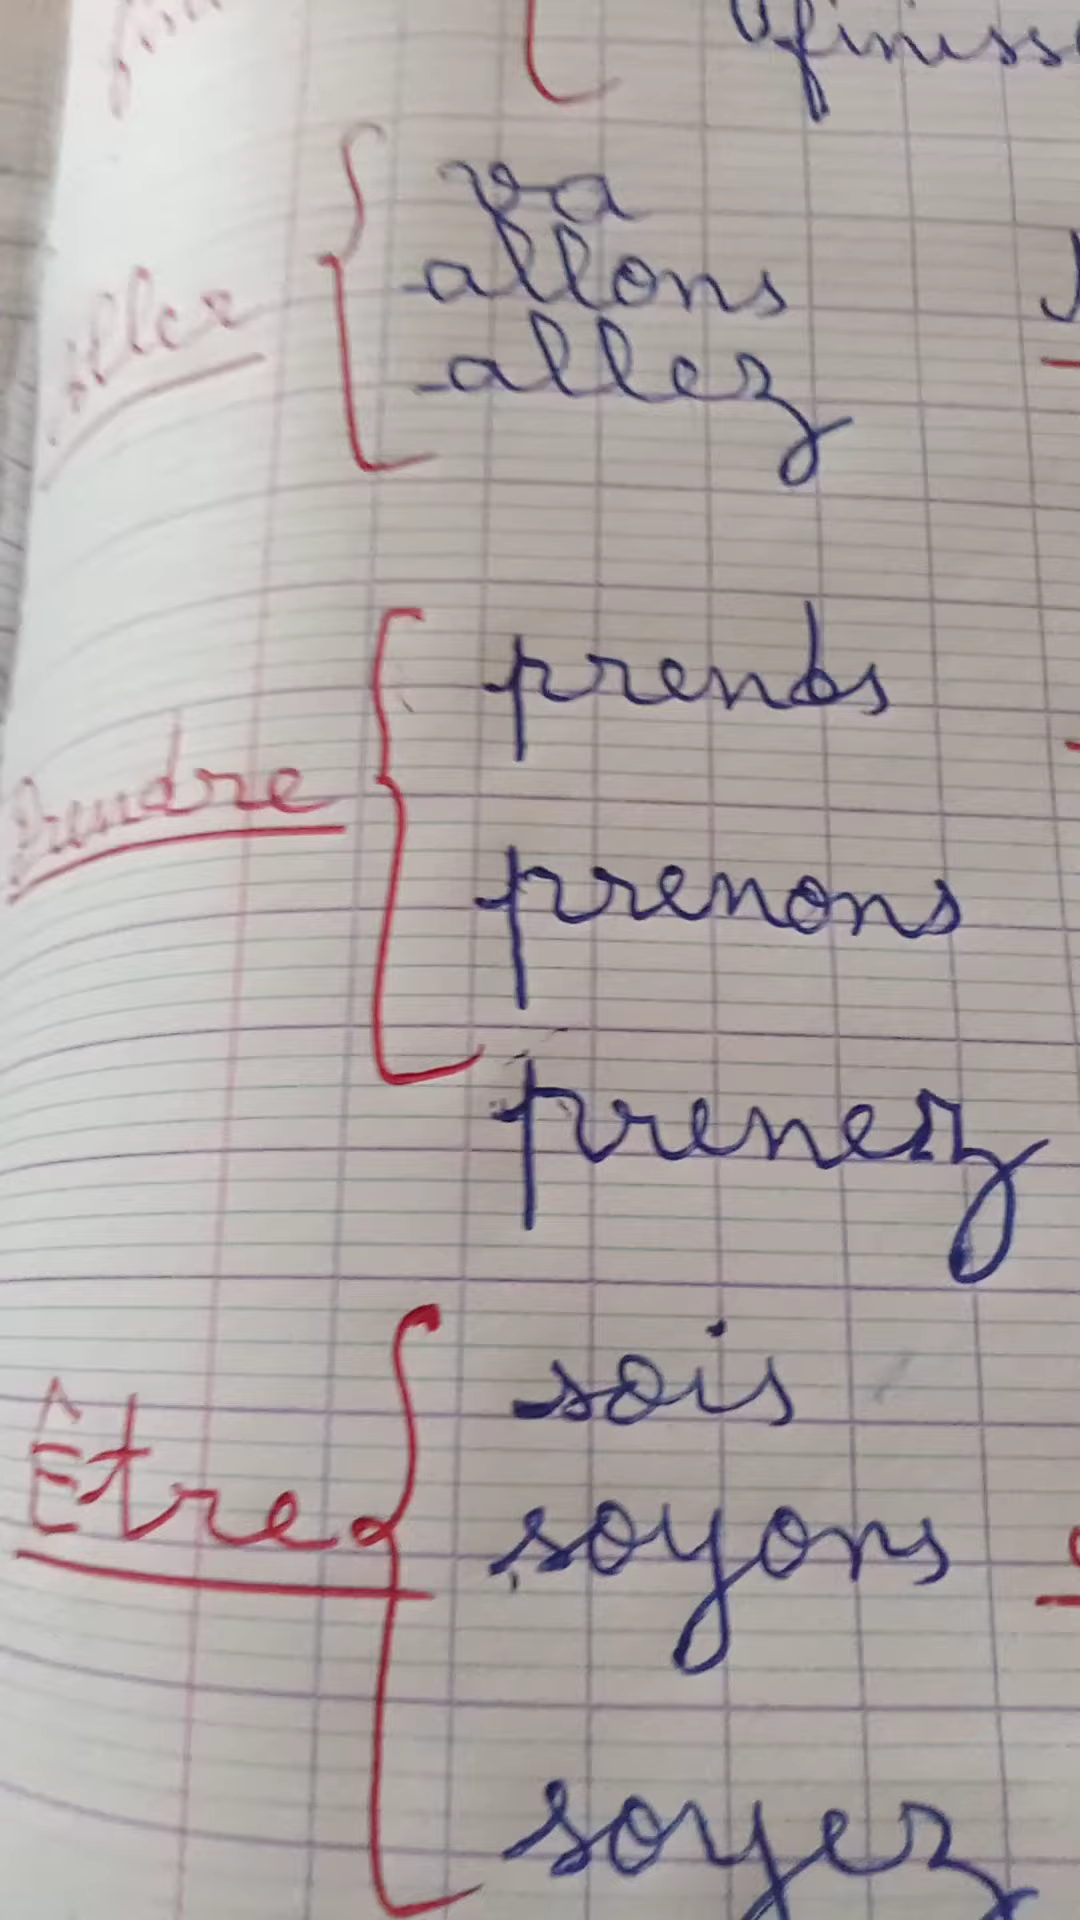 finiss
va
allons
aller
allez
prends
Prendre
prenons
prenez
sois
Être
soyons
soyez